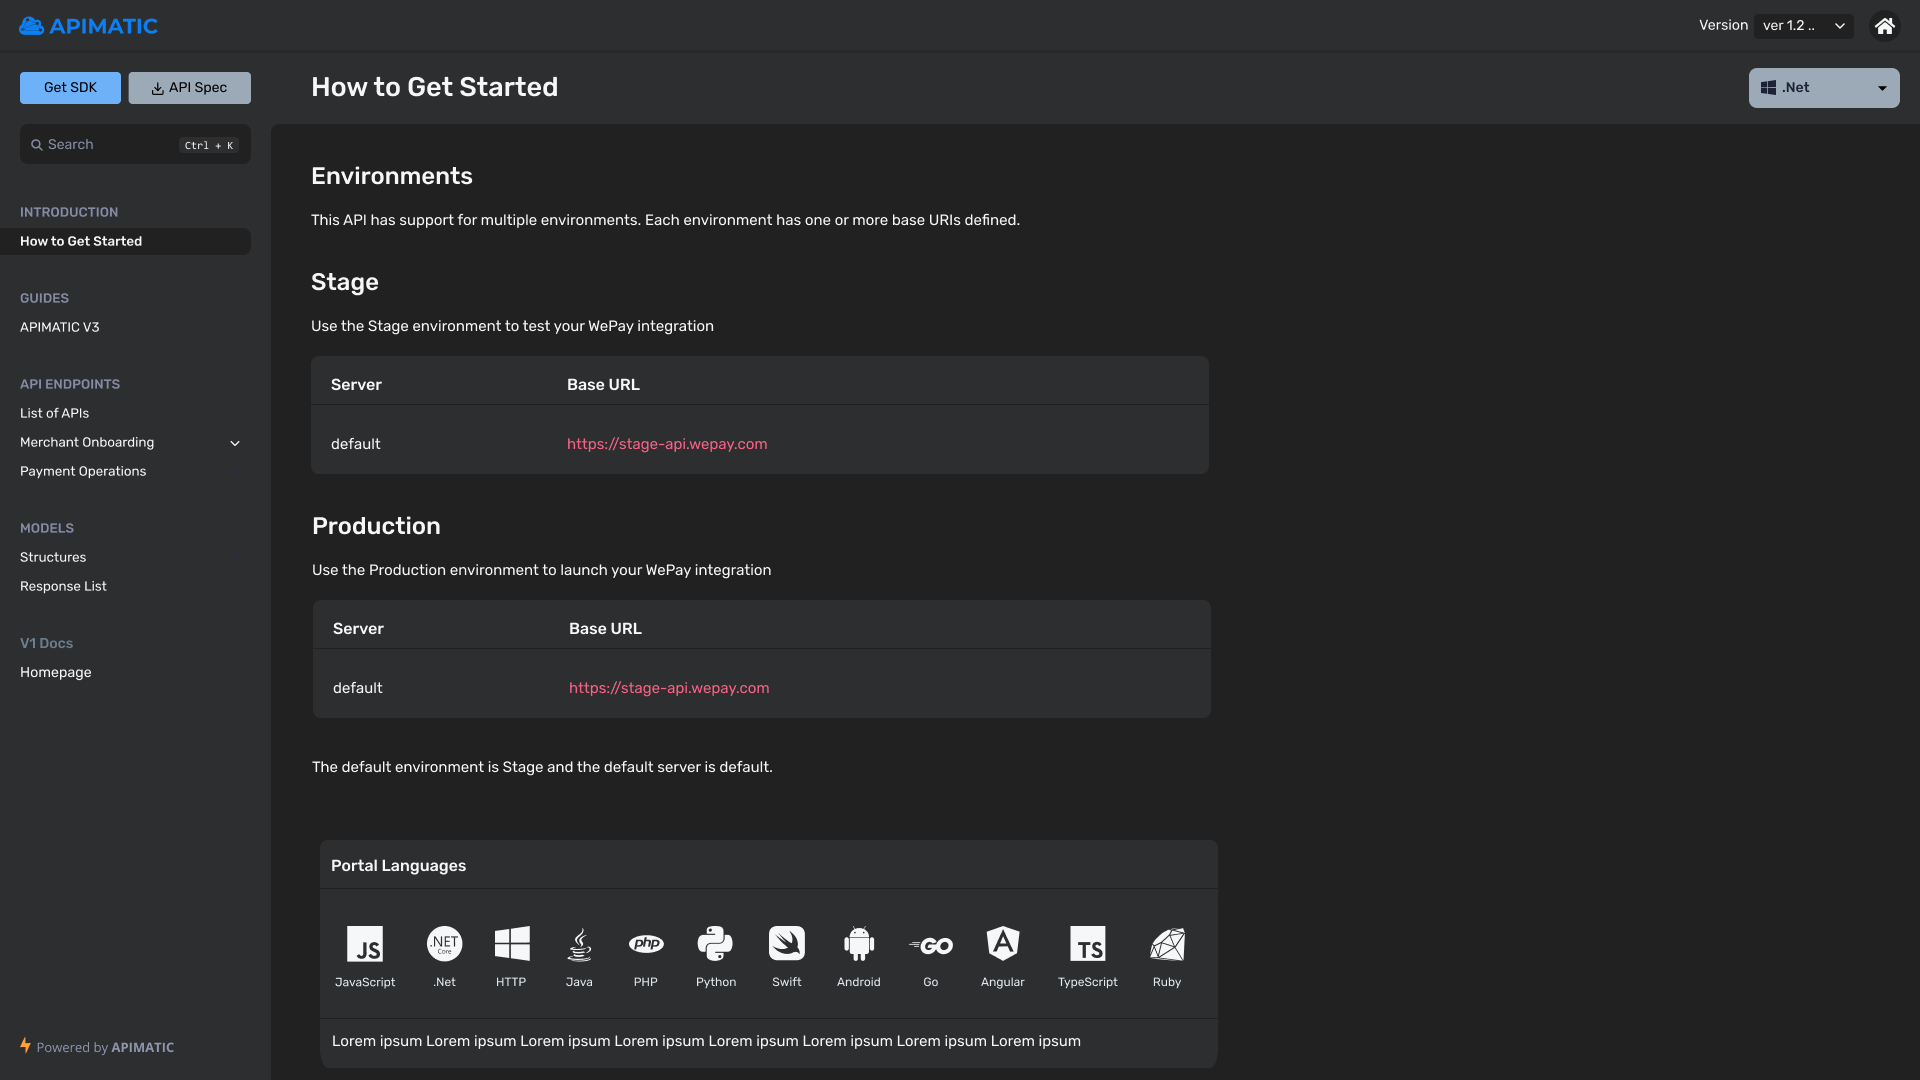 APIMATIC
Version
ver 1.2 ..
Get SDK
API Spec
How to Get Started
.Net
Search
Ctrl + K
INTRODUCTION
How to Get Started
GUIDES
APIMATIC V3
API ENDPOINTS
List of APIs
Merchant Onboarding
Payment Operations
MODELS
Structures
Response List
V1 Docs
Homepage
Powered by APIMATIC
Environments
This API has support for multiple environments. Each environment has one or more base URIs defined.
Stage
Use the Stage environment to test your WePay integration
Server Base URL
default https://stage-api.wepay.com
Production
Use the Production environment to launch your WePay integration
Server Base URL
default https://stage-api.wepay.com
The default environment is Stage and the default server is default.
Portal Languages
JS .NET Core php GO A TS
JavaScript .Net HTTP Java PHP Python Swift Android Go Angular TypeScript Ruby
Lorem ipsum Lorem ipsum Lorem ipsum Lorem ipsum Lorem ipsum Lorem ipsum Lorem ipsum Lorem ipsum